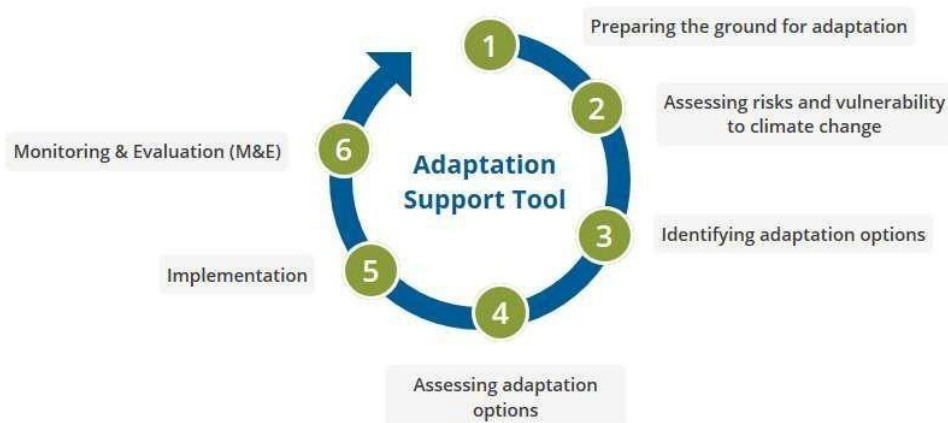 1
Preparing the ground for adaptation
2
Assessing risks and vulnerability
to climate change
3
Identifying adaptation options
4
Assessing adaptation
options
5
Implementation
6
Monitoring & Evaluation (M&E)
Adaptation
Support Tool